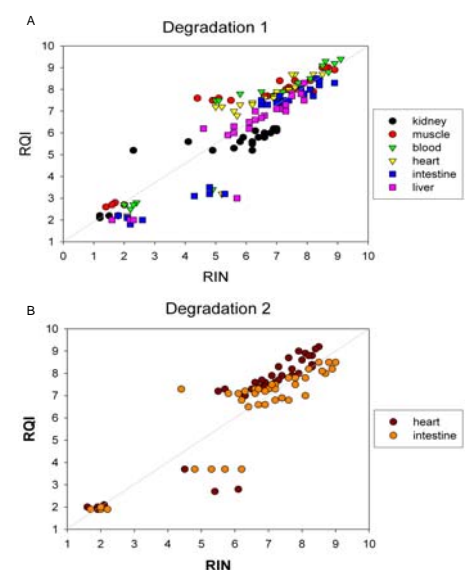 A
Degradation 1
10
9
8
7
6
5
4
3
2
1
RQI
0 1 2 3 4 5 6 7 8 9 10
RIN
kidney
muscle
blood
heart
intestine
liver
B
Degradation 2
10
9
8
7
6
5
4
3
2
1
RQI
1 2 3 4 5 6 7 8 9 10
RIN
heart
intestine